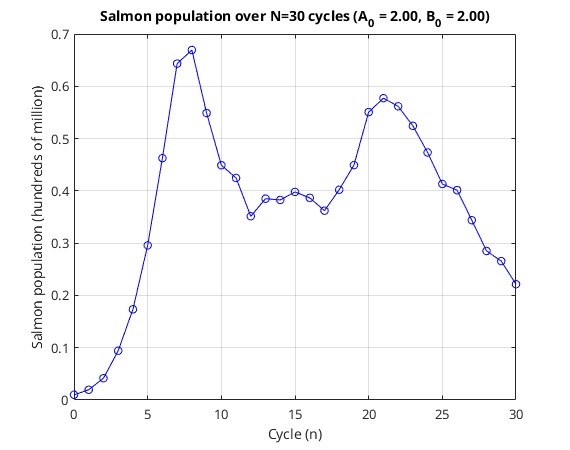 Salmon population over N=30 cycles (A₀ = 2.00, B₀ = 2.00)
0.7
0.6
0.5
0.4
0.3
0.2
0.1
0
Salmon population (hundreds of million)
0 5 10 15 20 25 30
Cycle (n)